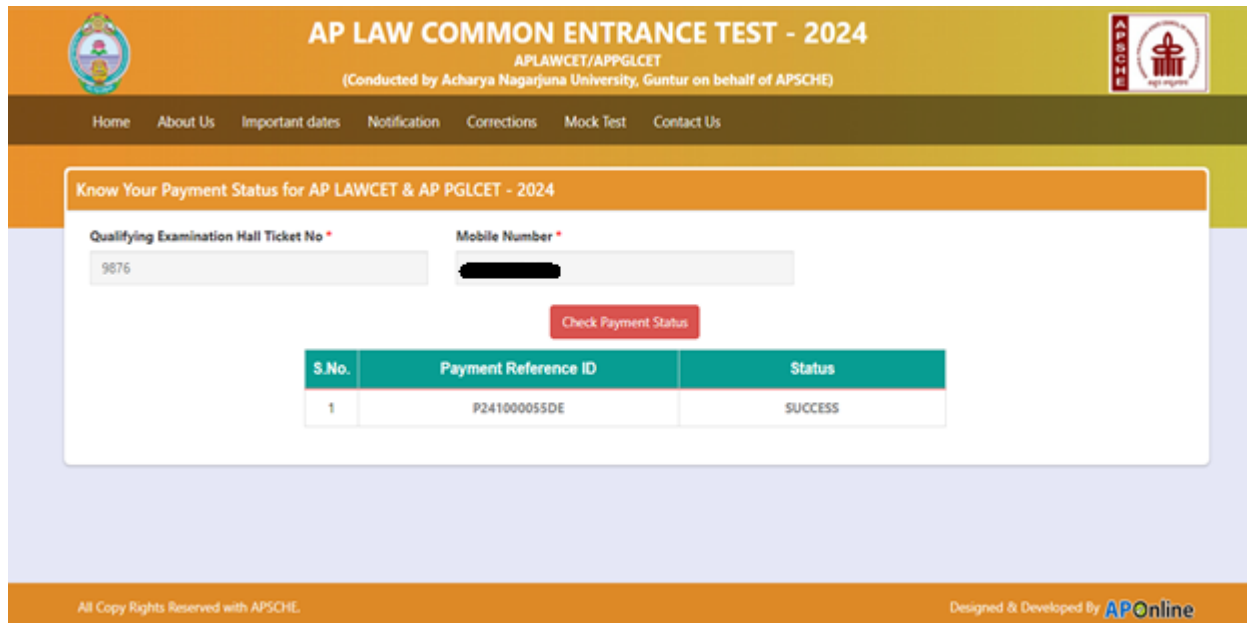 AP LAW COMMON ENTRANCE TEST - 2024
APLAWCET/APPGLCET
(Conducted by Acharya Nagarjuna University, Guntur on behalf of APSCHE)
APSCHE
Home About Us Important dates Notification Corrections Mock Test Contact Us
Know Your Payment Status for AP LAWCET & AP PGLCET - 2024
Qualifying Examination Hall Ticket No * Mobile Number *
9876
Check Payment Status
S.No. Payment Reference ID Status
1 P241000055DE SUCCESS
All Copy Rights Reserved with APSCHE. Designed & Developed By APOnline